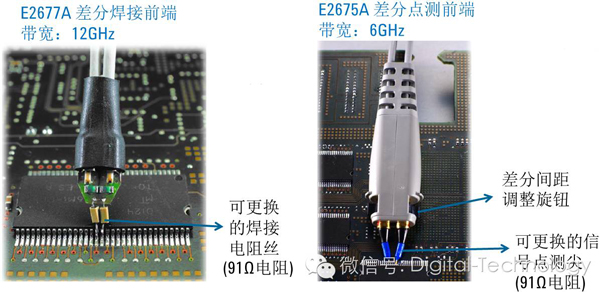 E2677A 差分焊接前端
带宽：12GHz
E2675A 差分点测前端
带宽：6GHz
可更换
的焊接
电阻丝
(91Ω电阻)
差分间距
调整旋钮
可更换的信
号点测尖
(91Ω电阻)
微信号: Digital-Technology